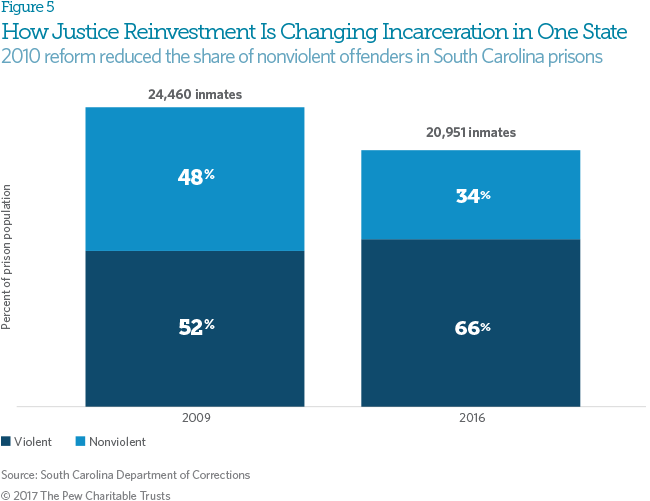 Figure 5
How Justice Reinvestment Is Changing Incarceration in One State
2010 reform reduced the share of nonviolent offenders in South Carolina prisons
24,460 inmates
20,951 inmates
48%
34%
52%
66%
Percent of prison population
2009
2016
Violent
Nonviolent
Source: South Carolina Department of Corrections
© 2017 The Pew Charitable Trusts